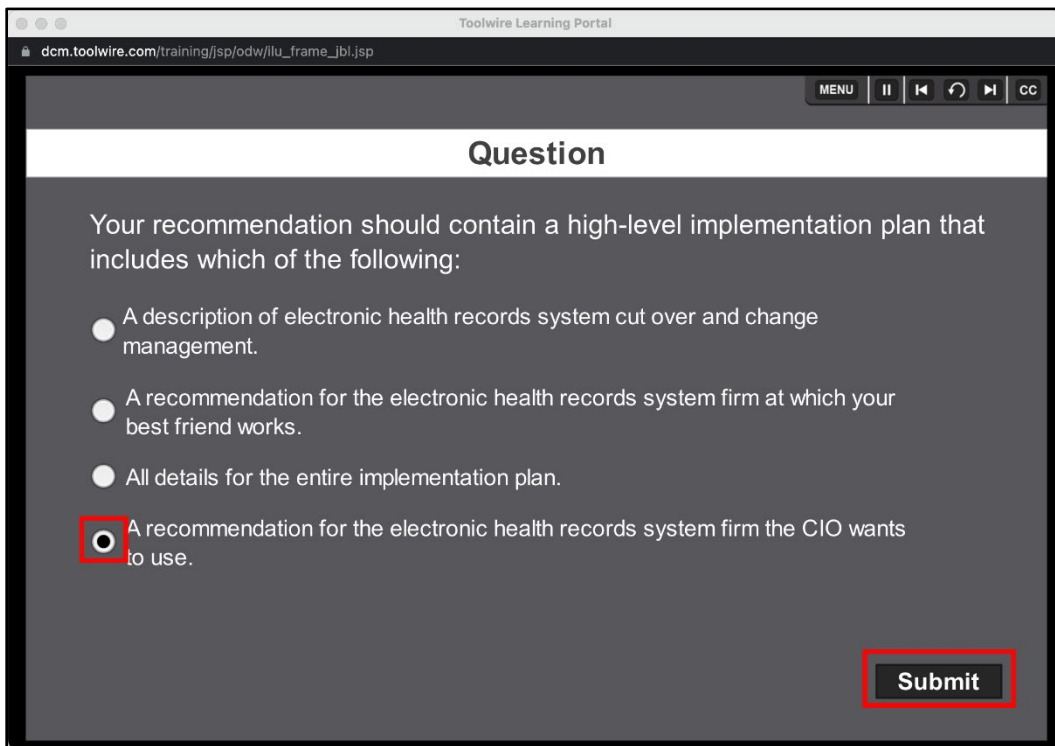 Toolwire Learning Portal
dcm.toolwire.com/training/jsp/odw/ilu_frame_jbl.jsp
MENU CC
Question
Your recommendation should contain a high-level implementation plan that
includes which of the following:
A description of electronic health records system cut over and change
management.
A recommendation for the electronic health records system firm at which your
best friend works.
All details for the entire implementation plan.
A recommendation for the electronic health records system firm the CIO wants
to use.
Submit